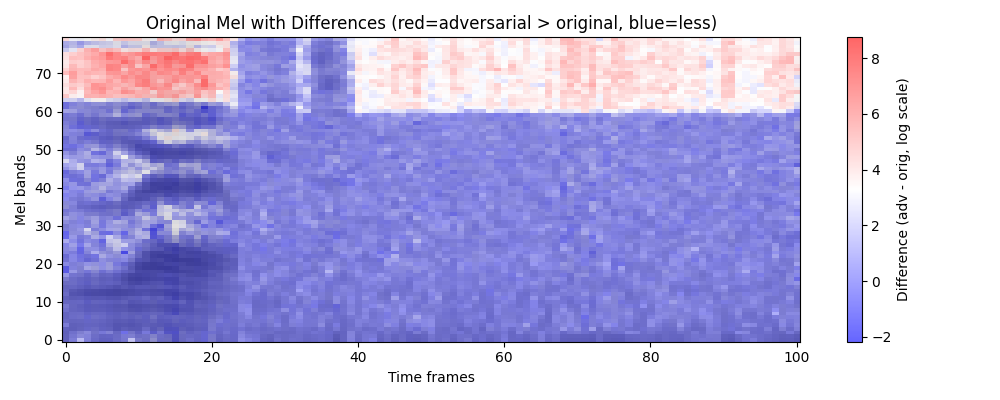 Original Mel with Differences (red=adversarial > original, blue=less)
70
60
50
40
30
20
10
0
Mel bands
0 20 40 60 80 100
Time frames
8
6
4
2
0
−2
Difference (adv - orig, log scale)